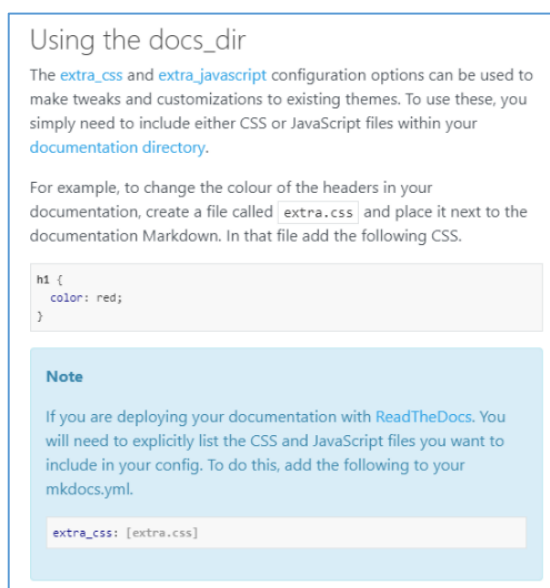 Using the docs_dir
The extra_css and extra_javascript configuration options can be used to
make tweaks and customizations to existing themes. To use these, you
simply need to include either CSS or JavaScript files within your
documentation directory.
For example, to change the colour of the headers in your
documentation, create a file called extra.css and place it next to the
documentation Markdown. In that file add the following CSS.
h1 {
  color: red;
}
Note
If you are deploying your documentation with ReadTheDocs. You
will need to explicitly list the CSS and JavaScript files you want to
include in your config. To do this, add the following to your
mkdocs.yml.
extra_css: [extra.css]